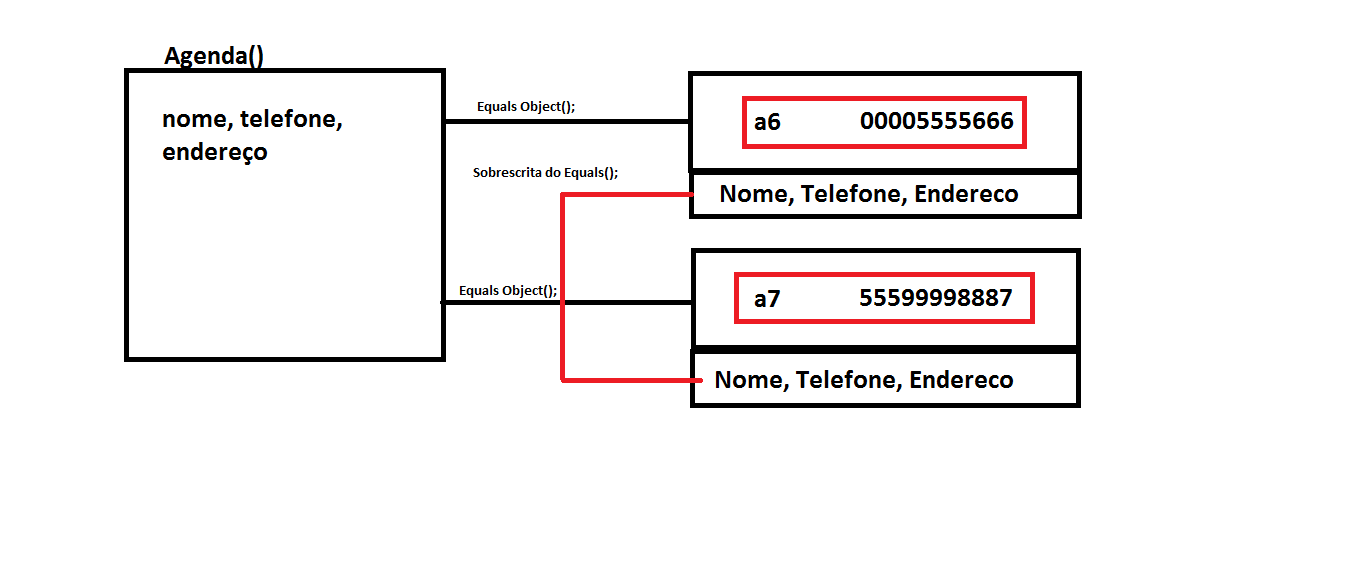 Agenda()
nome, telefone,
endereço
Equals Object();
a6 00005555666
Sobrescrita do Equals();
Nome, Telefone, Endereco
Equals Object();
a7 55599998887
Nome, Telefone, Endereco